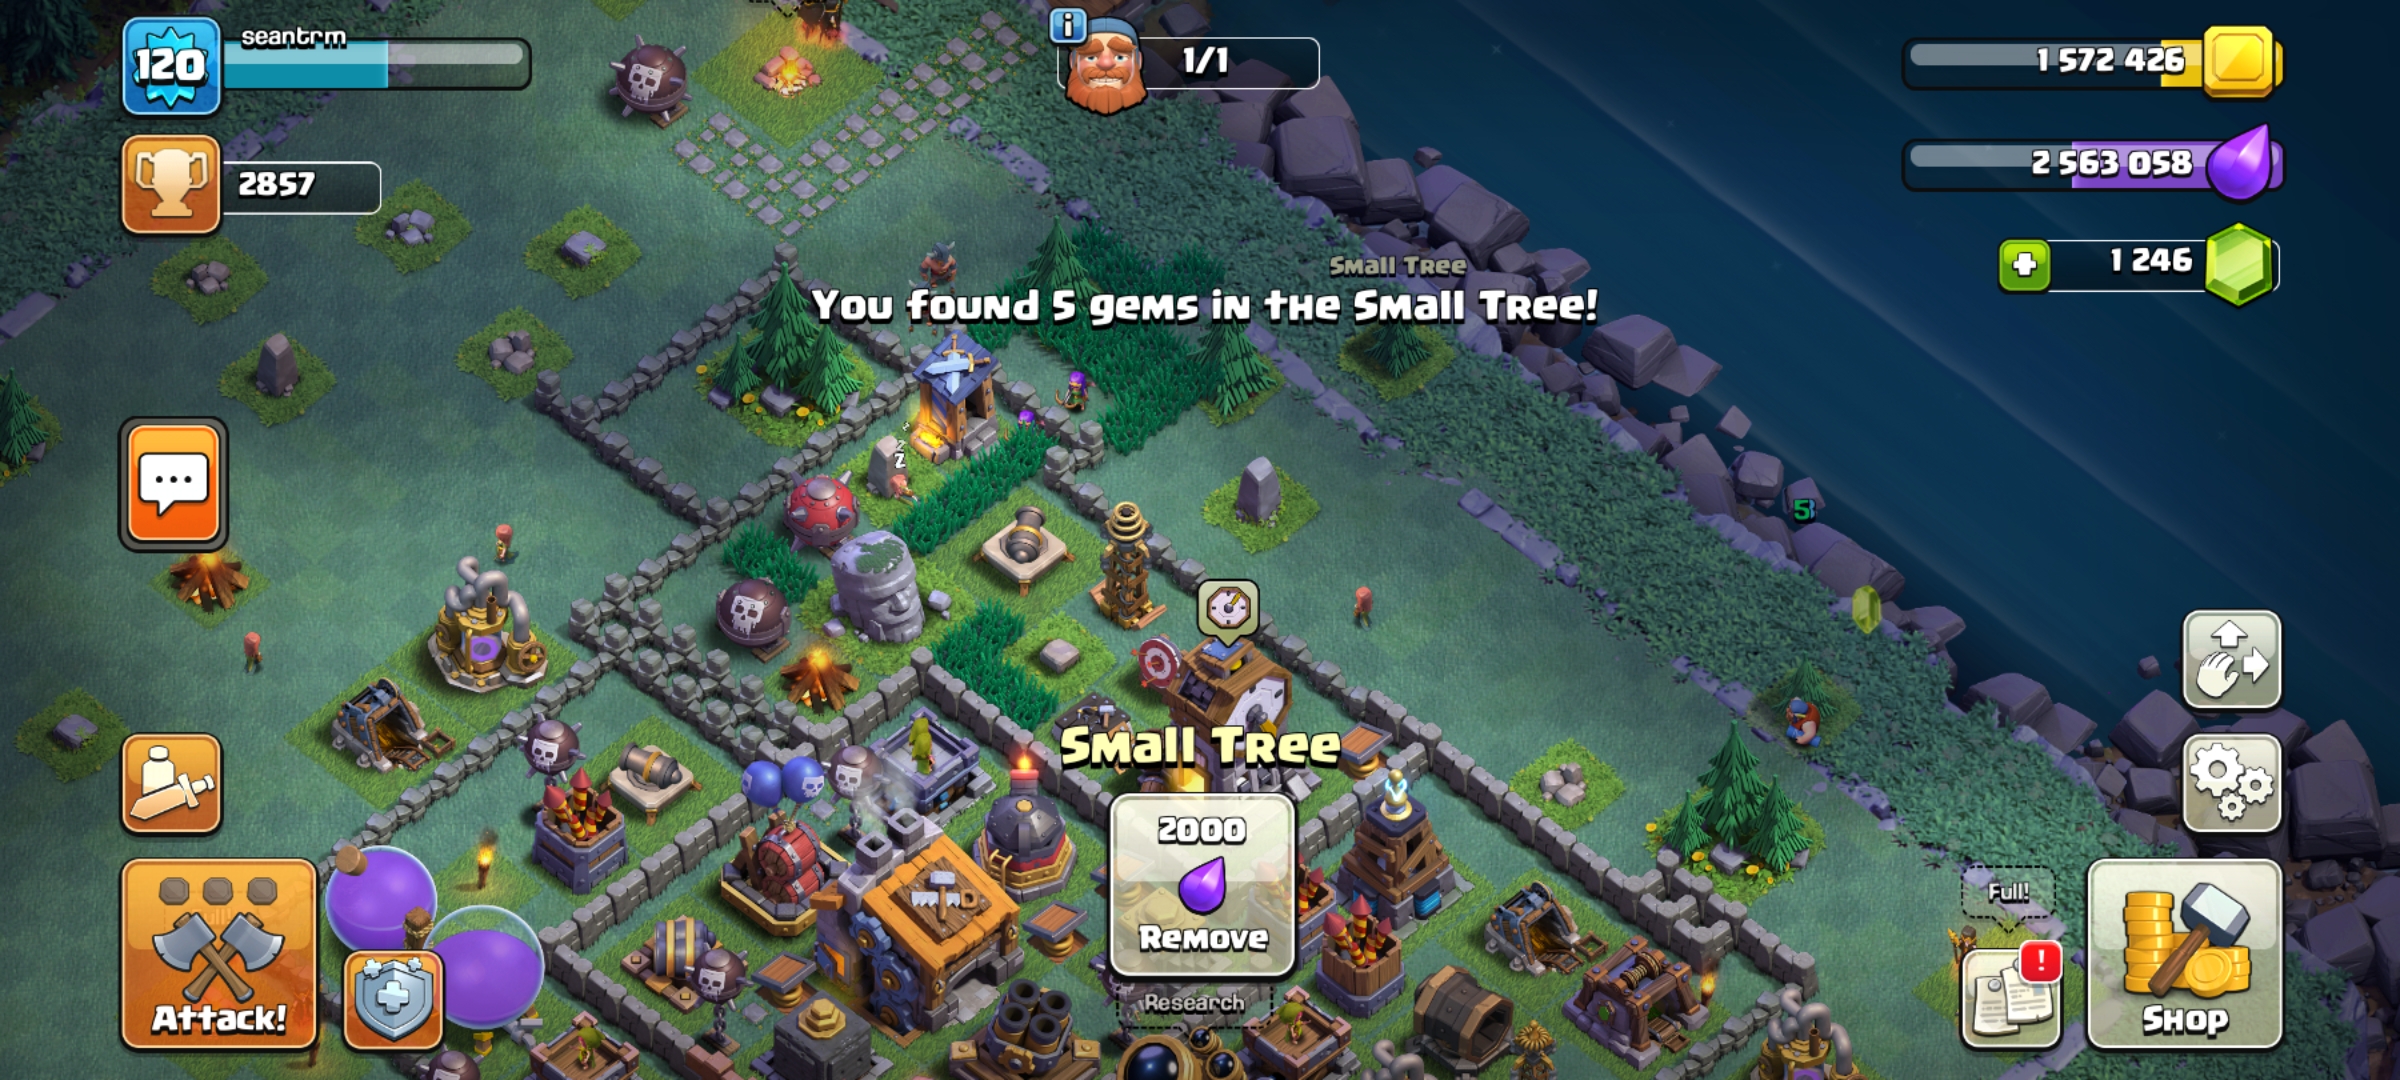 120
seantrm
i
1/1
1 572 426
2857
2 563 058
1 246
Small Tree
You found 5 gems in the Small Tree!
z
z
5
Small Tree
2000
Remove
Full!
!
Attack!
Research
Shop